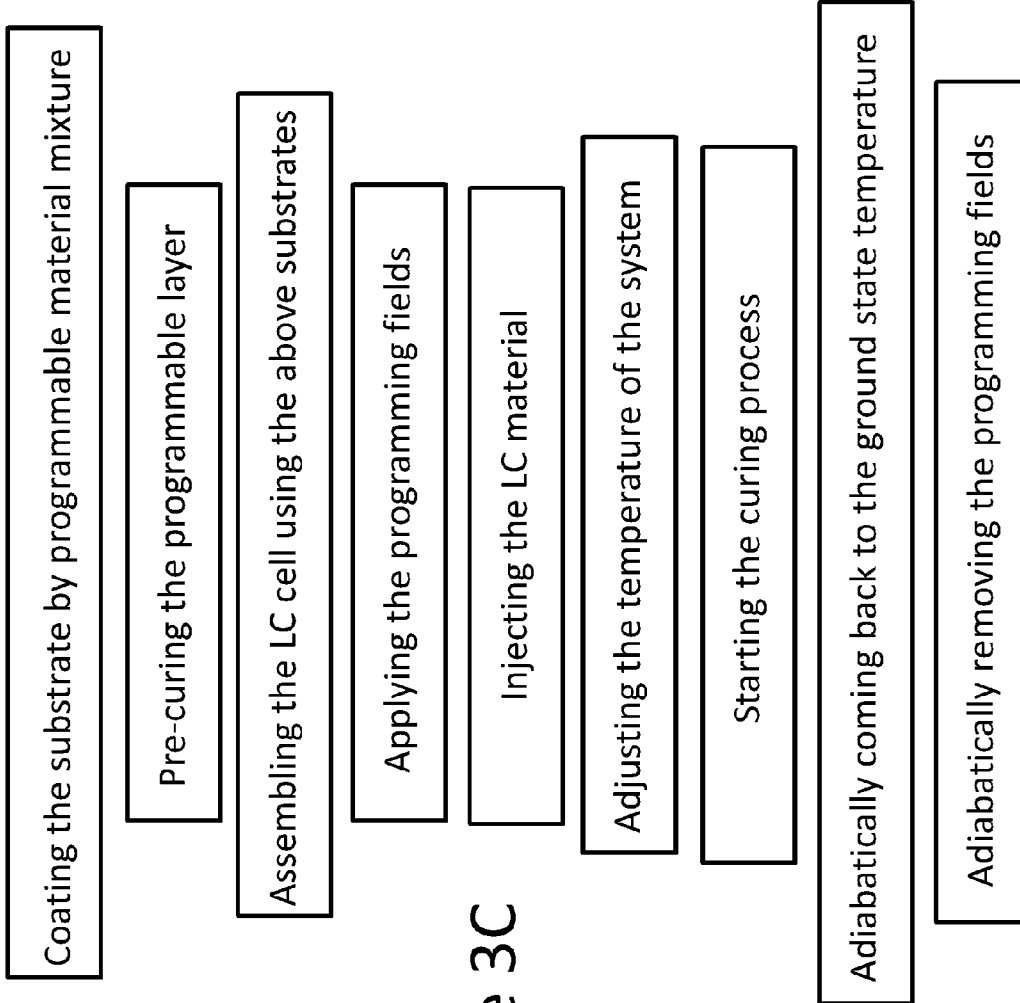 Coating the substrate by programmable material mixture
Pre-curing the programmable layer
Assembling the LC cell using the above substrates
Applying the programming fields
Injecting the LC material
Adjusting the temperature of the system
Starting the curing process
Adiabatically coming back to the ground state temperature
Adiabatically removing the programming fields
3C